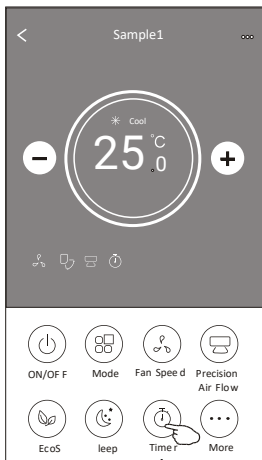 Sample1
Cool
25.0°C
ON/OF F
Mode
Fan Spee d
Precision
Air Flow
EcoS
leep
Time r
More